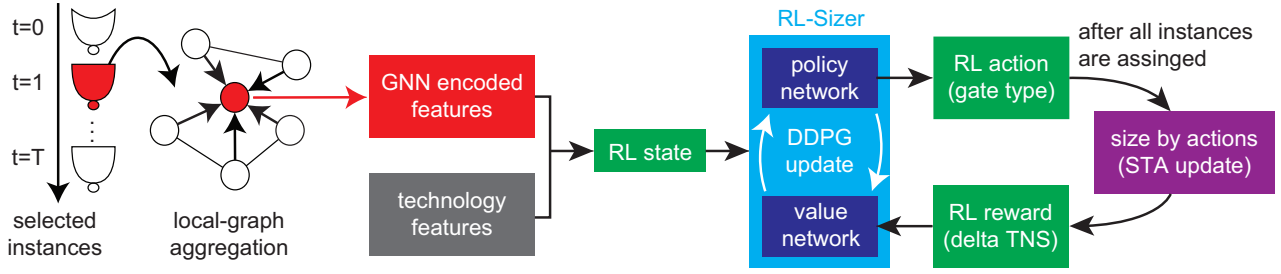 t=0
t=1
t=T
selected
instances
local-graph
aggregation
GNN encoded
features
technology
features
RL state
RL-Sizer
policy
network
DDPG
update
value
network
RL action
(gate type)
after all instances
are assinged
size by actions
(STA update)
RL reward
(delta TNS)